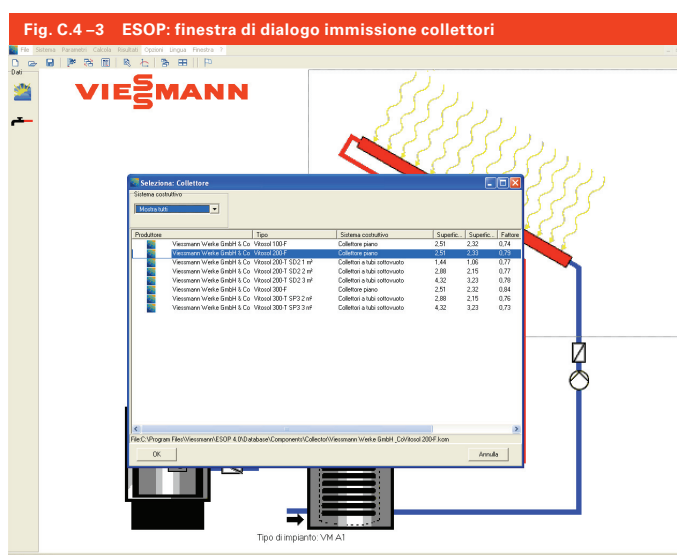 Fig. C.4 –3 ESOP: finestra di dialogo immissione collettori
File Sistema Parametri Calcola Risultati Opzioni Lingua Finestra ?
Dati
VIESMANN
Seleziona: Collettore
Sistema costruttivo
Mostra tutti
Produttore Tipo Sistema costruttivo Superfic... Superfic... Fattore
Viessmann Werke GmbH & Co Vitosol 100-F Collettore piano 2,51 2,32 0,74
Viessmann Werke GmbH & Co Vitosol 200-F Collettore piano 2,51 2,33 0,79
Viessmann Werke GmbH & Co Vitosol 200-T SD2 1 m² Collettori a tubi sottovuoto 1,44 1,06 0,77
Viessmann Werke GmbH & Co Vitosol 200-T SD2 2 m² Collettori a tubi sottovuoto 2,88 2,15 0,77
Viessmann Werke GmbH & Co Vitosol 200-T SD2 3 m² Collettori a tubi sottovuoto 4,32 3,23 0,78
Viessmann Werke GmbH & Co Vitosol 300-F Collettore piano 2,51 2,32 0,84
Viessmann Werke GmbH & Co Vitosol 300-T SP3 2 m² Collettori a tubi sottovuoto 2,88 2,15 0,76
Viessmann Werke GmbH & Co Vitosol 300-T SP3 3 m² Collettori a tubi sottovuoto 4,32 3,23 0,73
File:C:\Program Files\Viessmann\ESOP 4.0\Database\Components\Collector\Viessmann Werke GmbH _CoVitosol 200-F.kom
OK Annulla
Tipo di impianto: VM A1